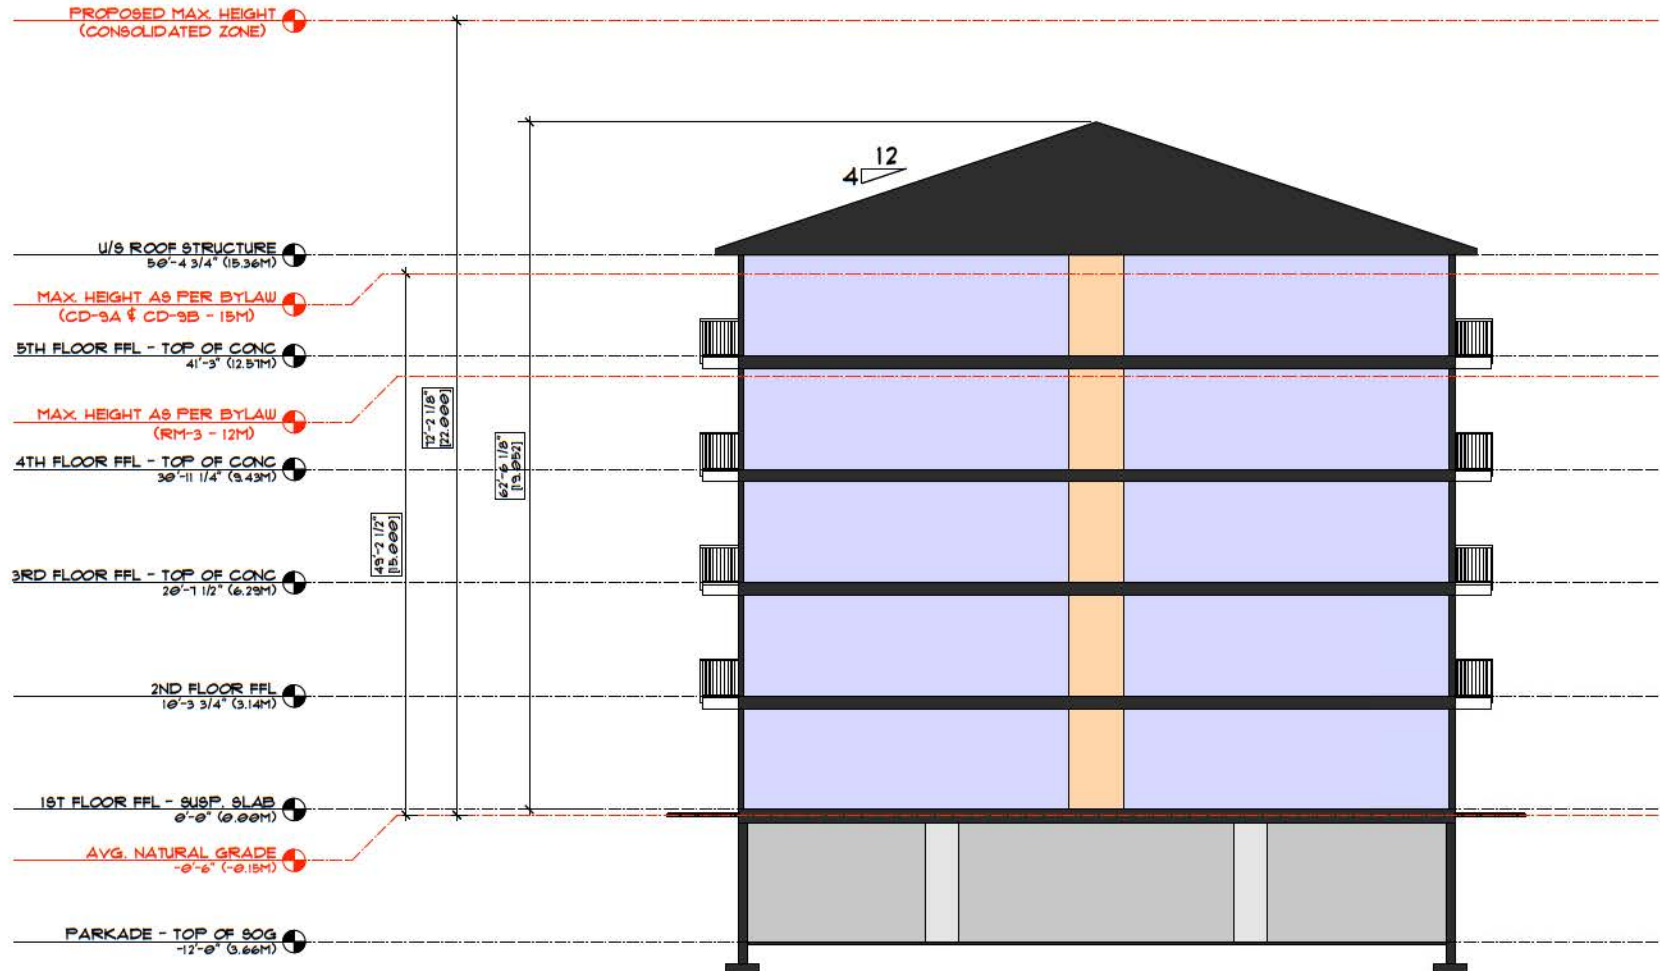 PROPOSED MAX. HEIGHT
(CONSOLIDATED ZONE)
12
4
U/S ROOF STRUCTURE
50'-4 3/4" (15.36M)
MAX. HEIGHT AS PER BYLAW
(CD-9A & CD-9B - 15M)
5TH FLOOR FFL - TOP OF CONC
41'-3" (12.57M)
MAX. HEIGHT AS PER BYLAW
(RM-3 - 12M)
72'-2 1/8"
[22.000]
62'-6 1/8"
[19.052]
4TH FLOOR FFL - TOP OF CONC
30'-11 1/4" (9.43M)
49'-2 1/2"
[15.000]
3RD FLOOR FFL - TOP OF CONC
20'-7 1/2" (6.29M)
2ND FLOOR FFL
10'-3 3/4" (3.14M)
1ST FLOOR FFL - SUSP. SLAB
0'-0" (0.00M)
AVG. NATURAL GRADE
-0'-6" (-0.15M)
PARKADE - TOP OF SOG
-12'-0" (3.66M)